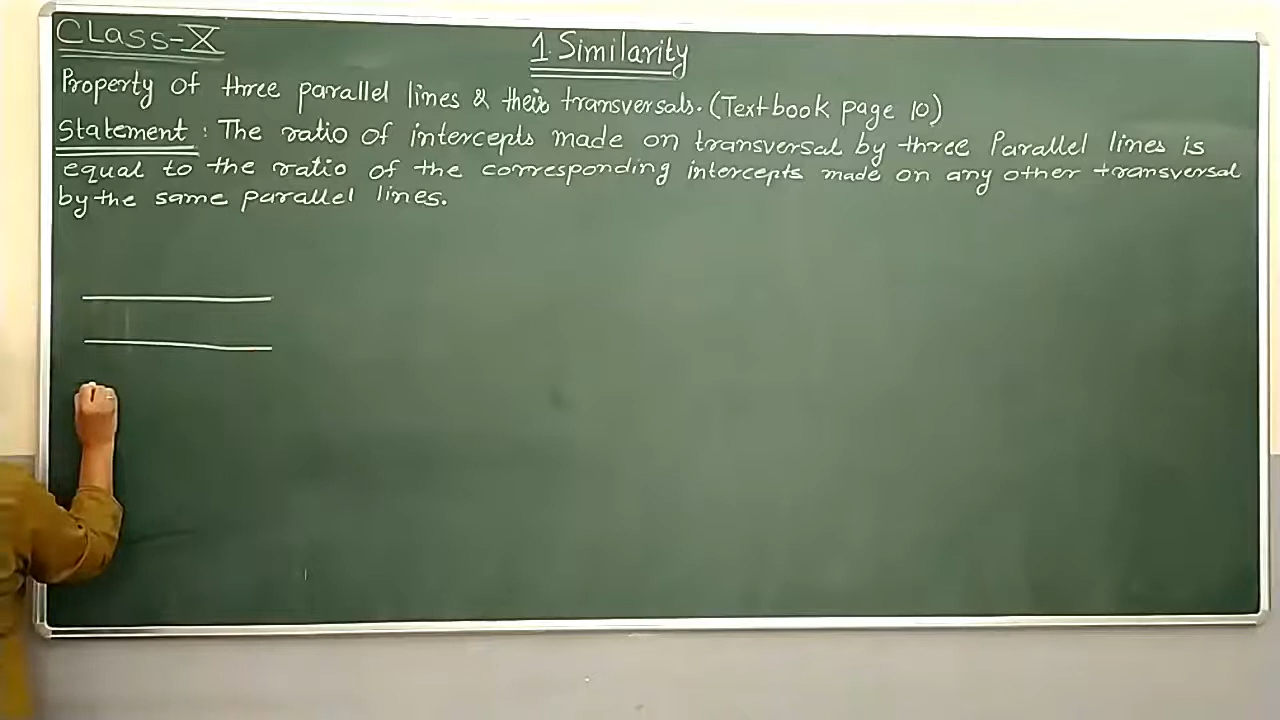 Class-X
1. Similarity
Property of three parallel lines & their transversals. (Textbook page 10)
Statement : The ratio of intercepts made on transversal by three Parallel lines is
equal to the ratio of the corresponding intercepts made on any other transversal
by the same parallel lines.